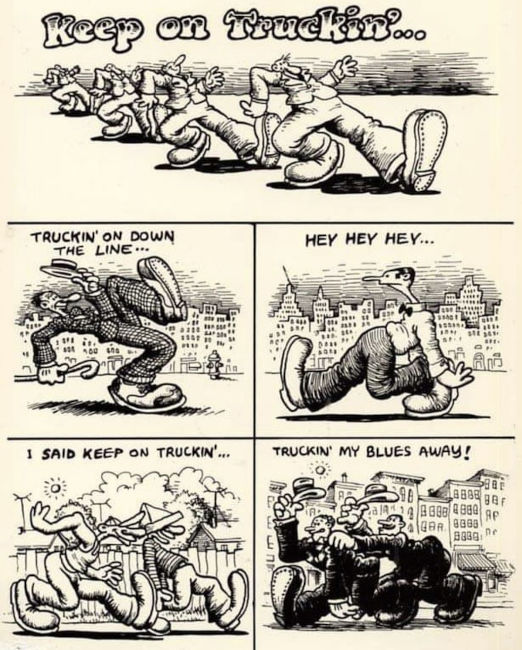 Keep on Truckin'...
TRUCKIN' ON DOWN
THE LINE...
HEY HEY HEY...
I SAID KEEP ON TRUCKIN'...
TRUCKIN' MY BLUES AWAY!